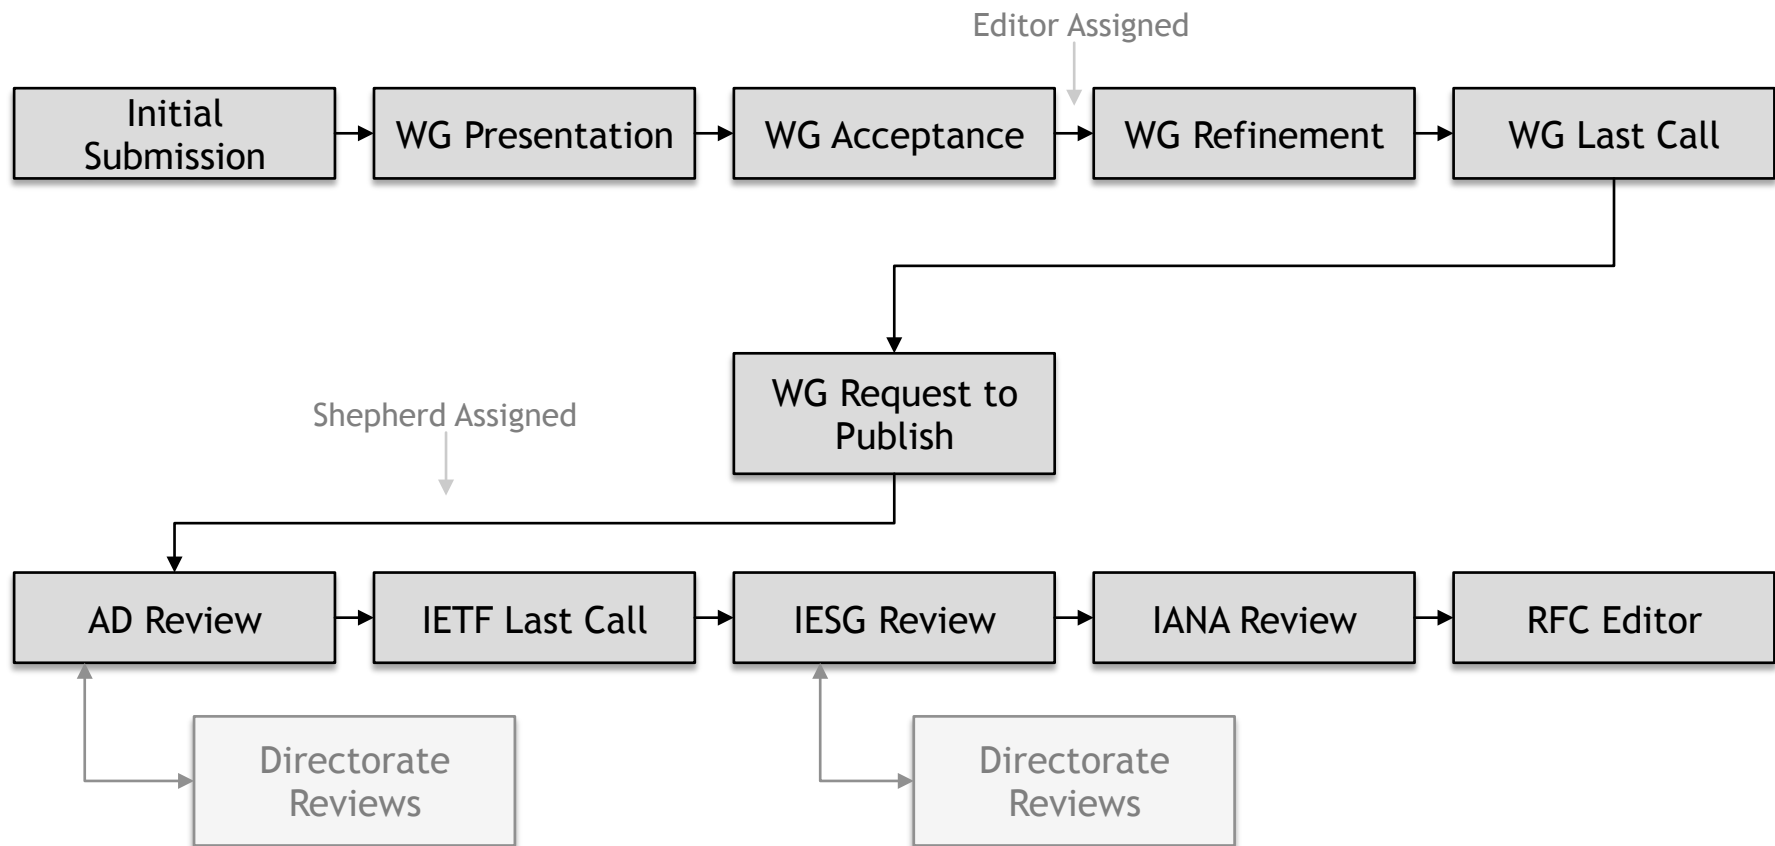 Editor Assigned
Initial
Submission
WG Presentation
WG Acceptance
WG Refinement
WG Last Call
WG Request to
Publish
Shepherd Assigned
AD Review
IETF Last Call
IESG Review
IANA Review
RFC Editor
Directorate
Reviews
Directorate
Reviews